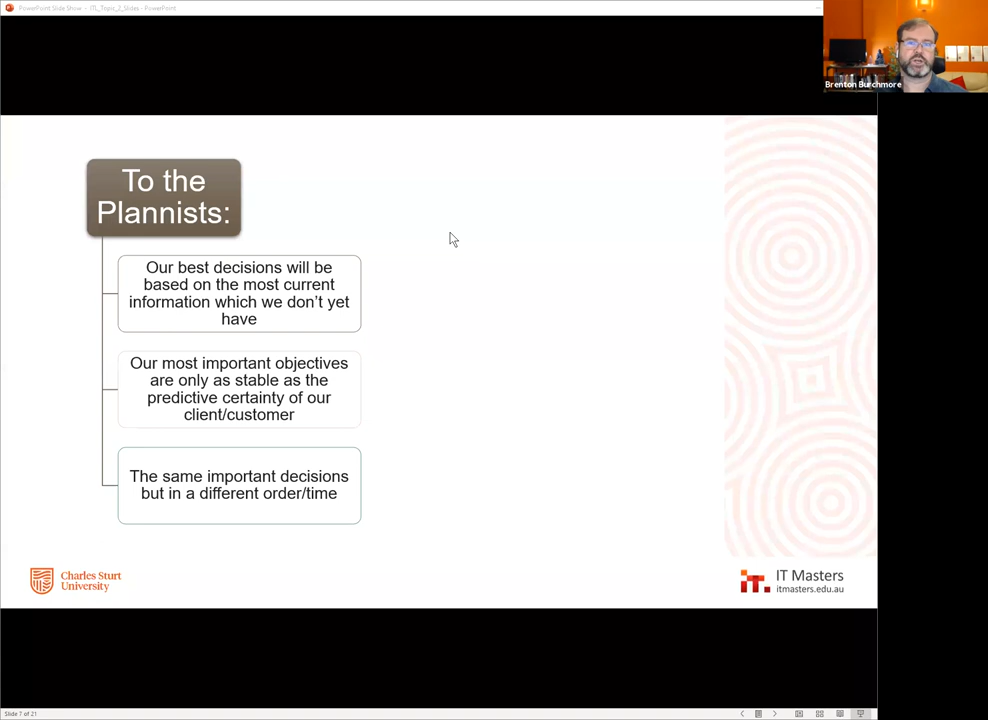 PowerPoint Slide Show - ITL_Topic_2_Slides - PowerPoint
Brenton Burchmore
To the
Plannists:
Our best decisions will be
based on the most current
information which we don't yet
have
Our most important objectives
are only as stable as the
predictive certainty of our
client/customer
The same important decisions
but in a different order/time
Charles Sturt
University
IT Masters
itmasters.edu.au
Slide 7 of 21